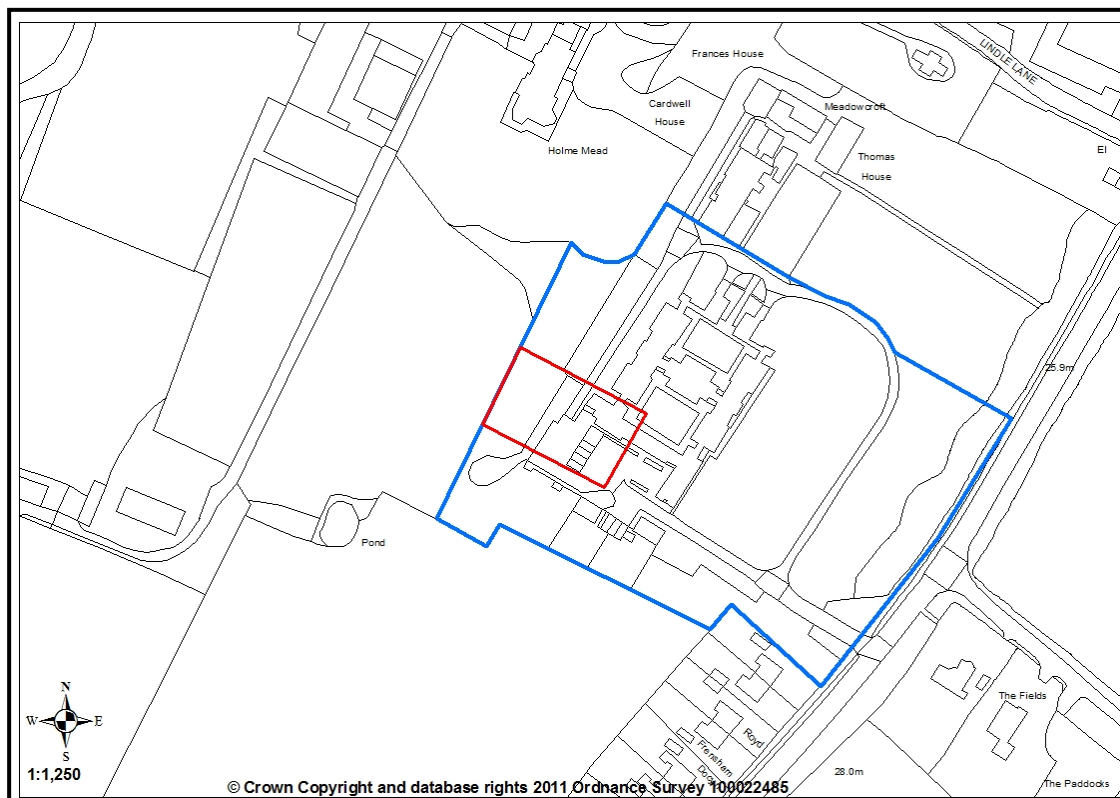 Frances House
LINDLE LANE
Cardwell
House
Meadowcroft
Holme Mead
Thomas
House
El
25.9m
Pond
N
W E
S
The Fields
Royd
Frensham
28.0m
The Paddocks
1:1,250
© Crown Copyright and database rights 2011 Ordnance Survey 100022485